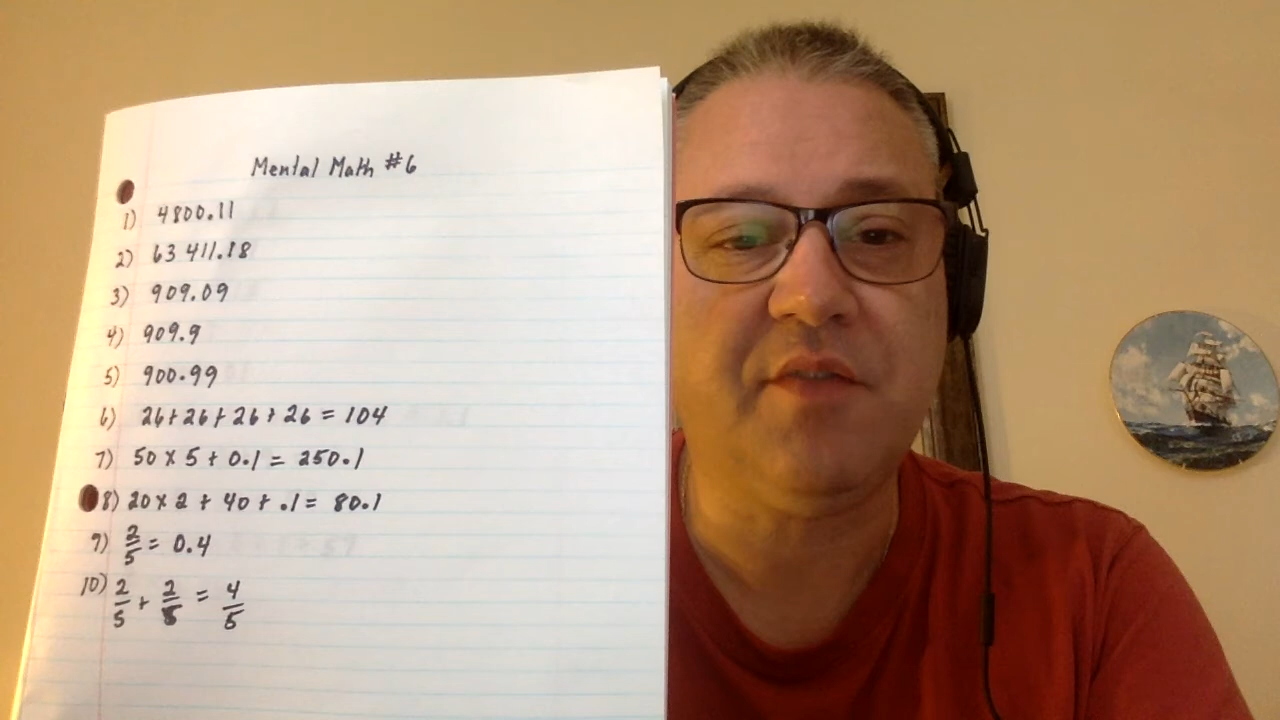 Mental Math #6
1) 4800.11
2) 63 411.18
3) 909.09
4) 909.9
5) 900.99
6) 26+26+26+26 = 104
7) 50 x 5 + 0.1 = 250.1
8) 20 x 2 + 40 + .1 = 80.1
9) 2/5 = 0.4
10) 2/5 + 2/5 = 4/5